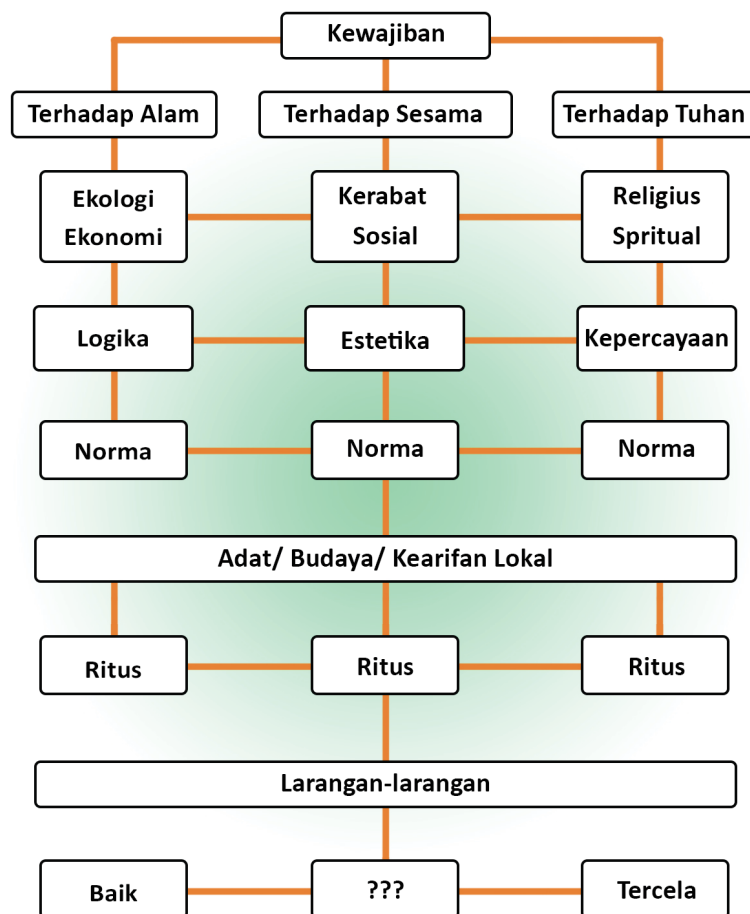 Kewajiban
Terhadap Alam
Terhadap Sesama
Terhadap Tuhan
Ekologi
Ekonomi
Kerabat
Sosial
Religius
Spritual
Logika
Estetika
Kepercayaan
Norma
Norma
Norma
Adat/ Budaya/ Kearifan Lokal
Ritus
Ritus
Ritus
Larangan-larangan
Baik
???
Tercela